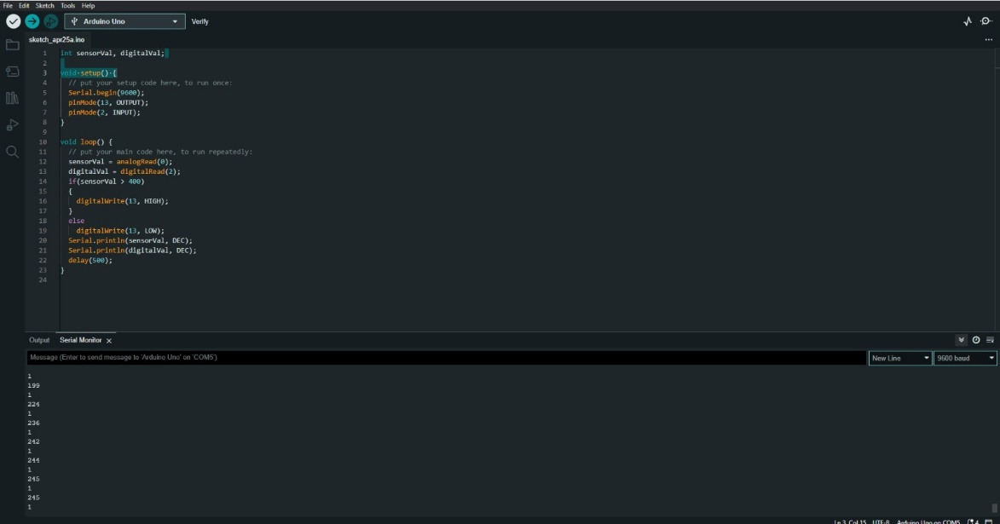 File Edit Sketch Tools Help
Arduino Uno Verify
sketch_apr25a.ino
1 int sensorVal, digitalVal;
2
3 void setup() {
4 // put your setup code here, to run once:
5 Serial.begin(9600);
6 pinMode(13, OUTPUT);
7 pinMode(2, INPUT);
8 }
9
10 void loop() {
11 // put your main code here, to run repeatedly:
12 sensorVal = analogRead(0);
13 digitalVal = digitalRead(2);
14 if(sensorVal > 400)
15 {
16 digitalWrite(13, HIGH);
17 }
18 else
19 digitalWrite(13, LOW);
20 Serial.println(sensorVal, DEC);
21 Serial.println(digitalVal, DEC);
22 delay(500);
23 }
24
Output Serial Monitor
Message (Enter to send message to 'Arduino Uno' on 'COM5')
New Line 9600 baud
1
199
1
224
1
236
1
242
1
244
1
245
1
245
1
Ln 3, Col 15 UTF-8 Arduino Uno on COM5 4